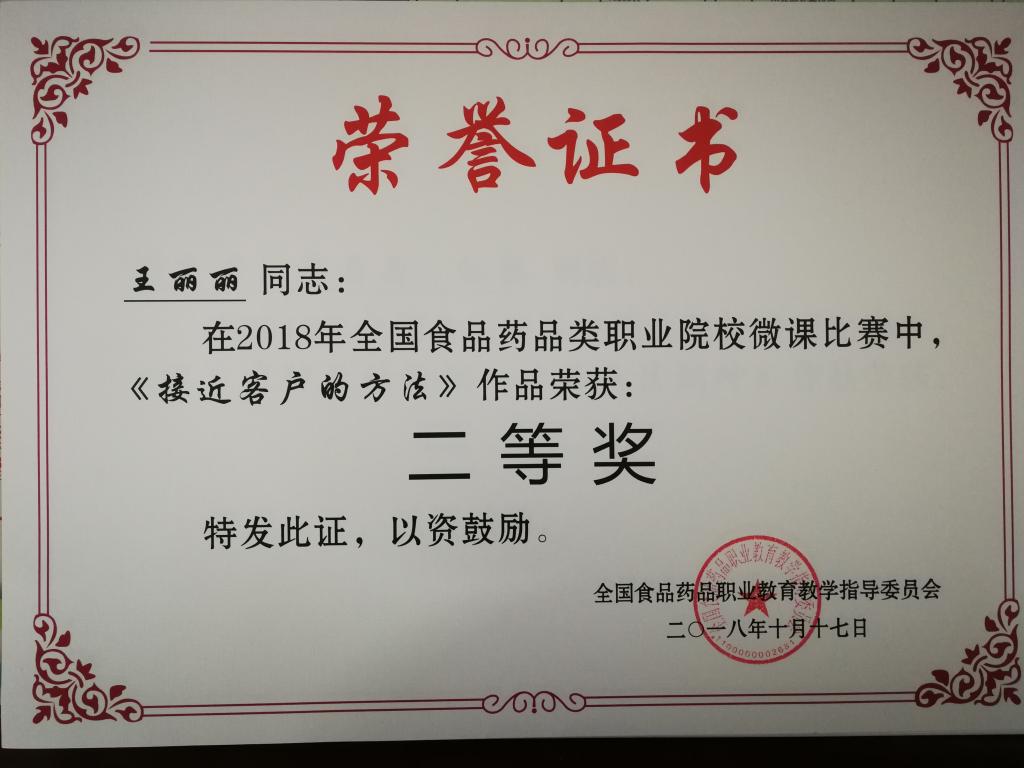 荣誉证书
王丽丽 同志：
在2018年全国食品药品类职业院校微课比赛中，
《接近客户的方法》作品荣获：
二等奖
特发此证，以资鼓励。
全国食品药品职业教育教学指导委员会
二〇一八年十月十七日